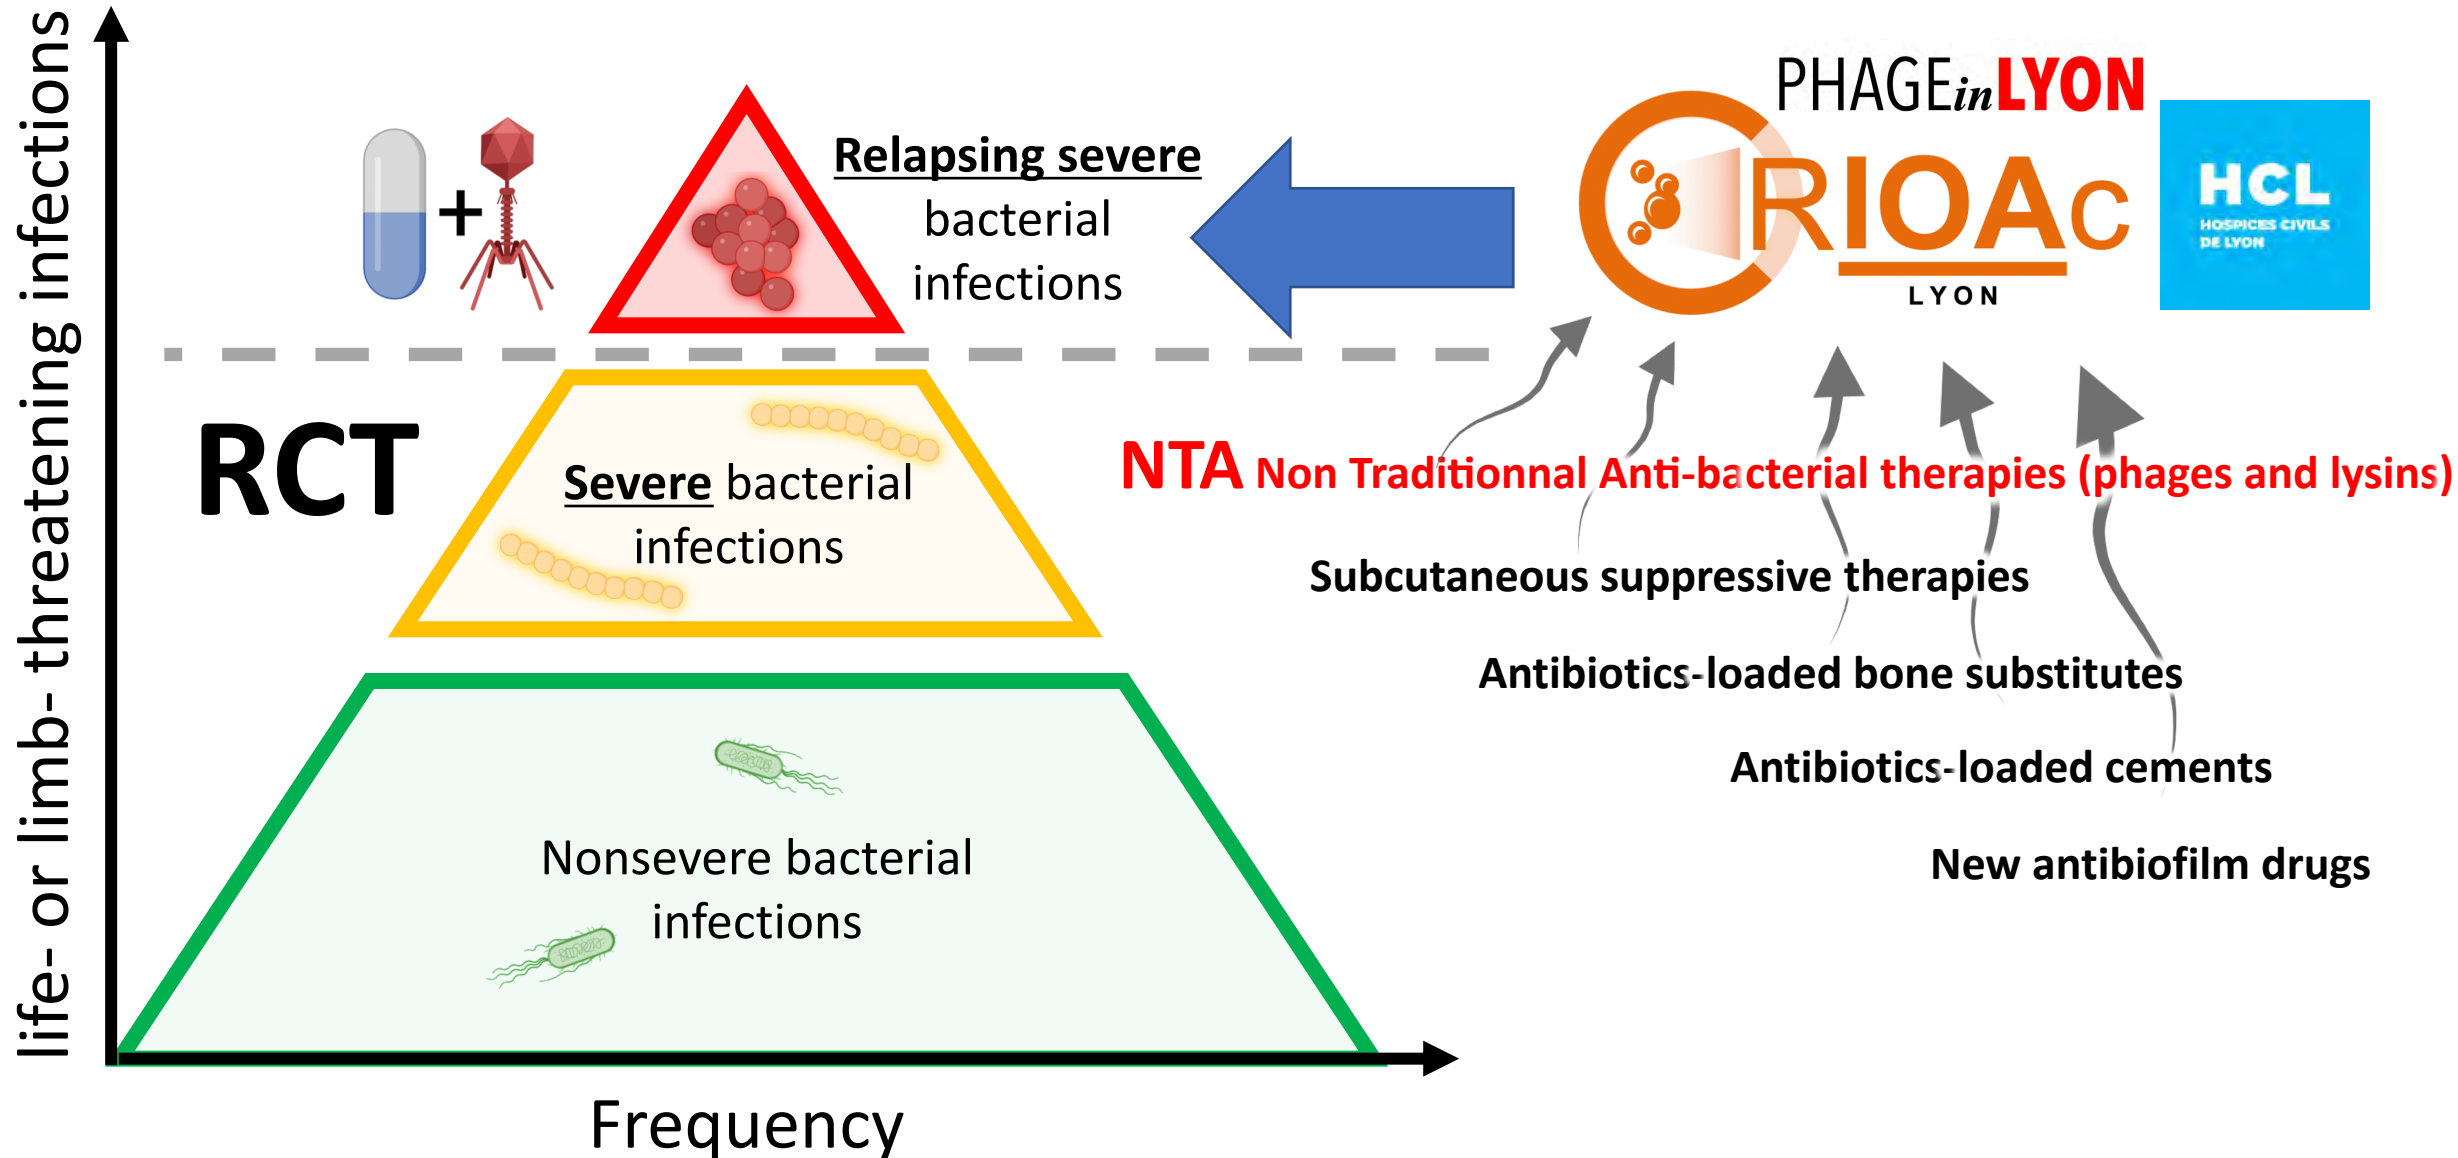 life- or limb- threatening infections
PHAGEinLYON
CRIOAc
LYON
HCL
HOSPICES CIVILS
DE LYON
+
Relapsing severe
bacterial
infections
RCT
Severe bacterial
infections
NTA Non Traditionnal Anti-bacterial therapies (phages and lysins)
Subcutaneous suppressive therapies
Antibiotics-loaded bone substitutes
Antibiotics-loaded cements
New antibiofilm drugs
Nonsevere bacterial
infections
Frequency